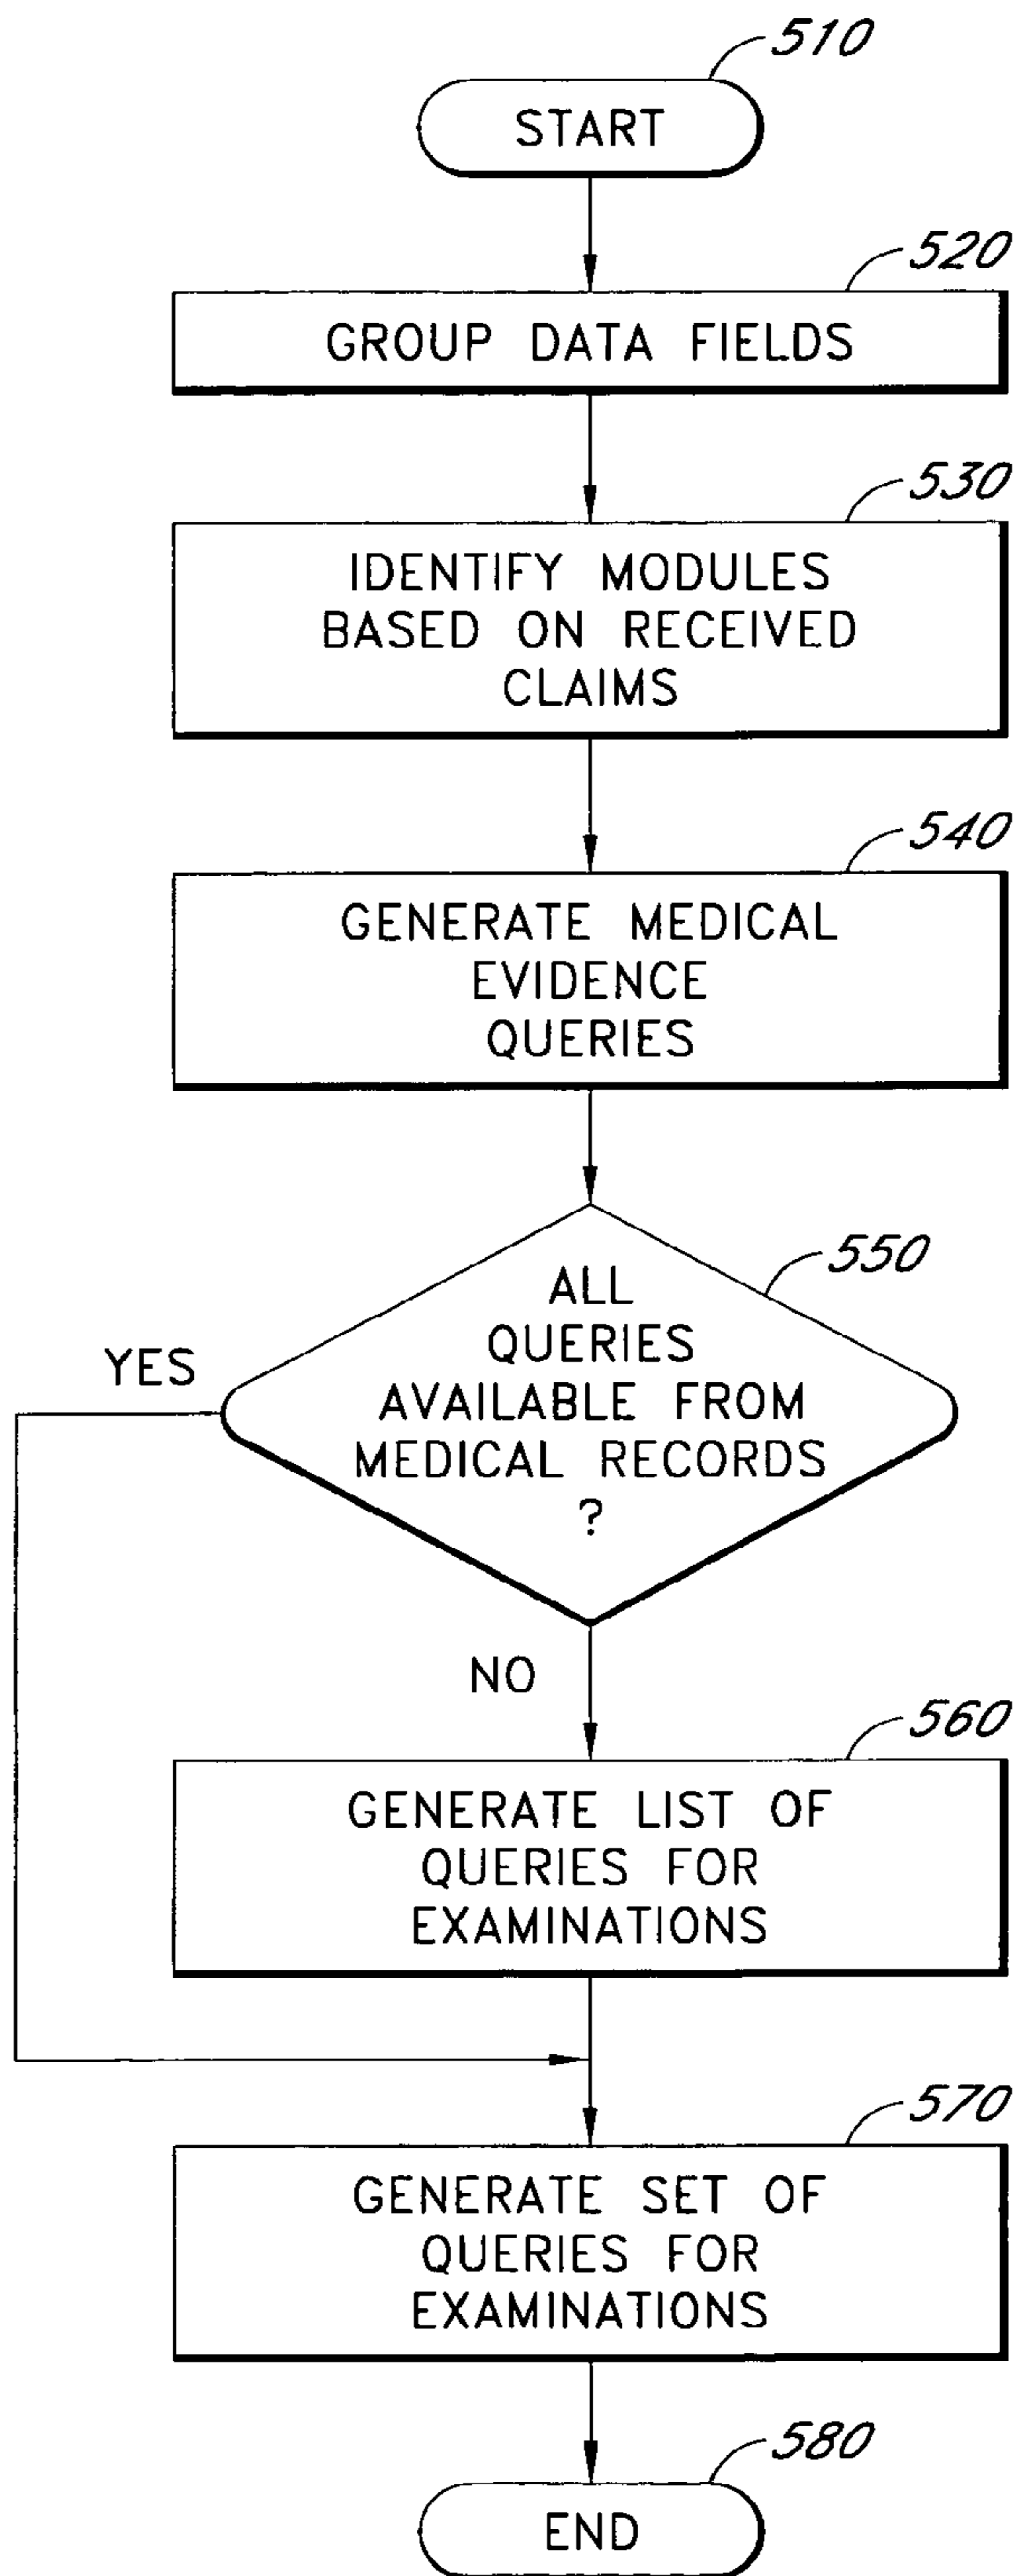 510
START
520
GROUP DATA FIELDS
530
IDENTIFY MODULES
BASED ON RECEIVED
CLAIMS
540
GENERATE MEDICAL
EVIDENCE
QUERIES
550
ALL
QUERIES
AVAILABLE FROM
MEDICAL RECORDS
?
YES
NO
560
GENERATE LIST OF
QUERIES FOR
EXAMINATIONS
570
GENERATE SET OF
QUERIES FOR
EXAMINATIONS
580
END